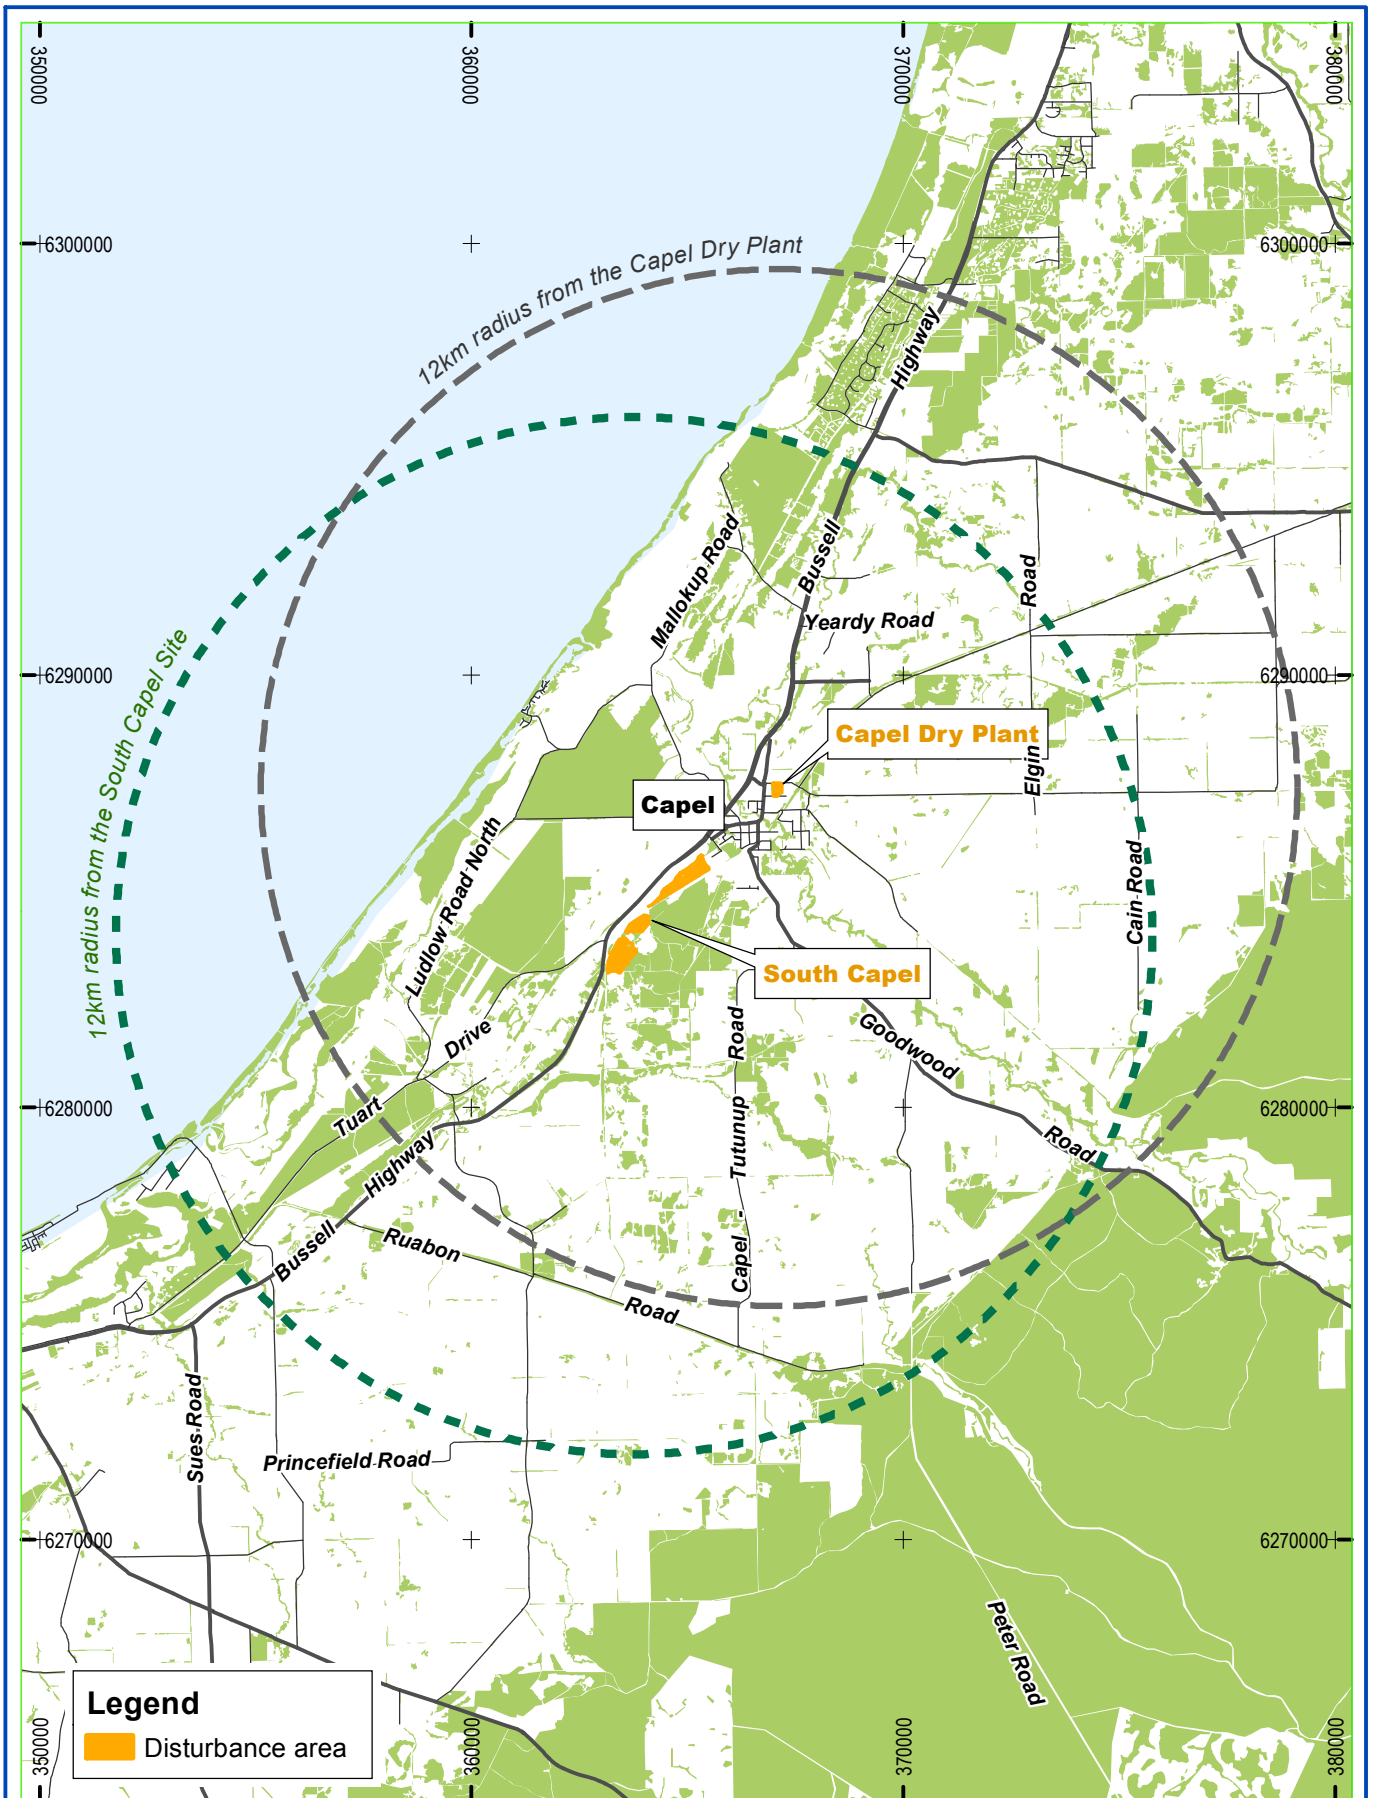 350000
360000
370000
380000
6300000
6300000
12km radius from the Capel Dry Plant
Highway
Mallokup Road
Bussell
Road
Yeardy Road
12km radius from the South Capel Site
6290000
6290000
Capel Dry Plant
Elgin
Capel
Ludlow Road North
Cain Road
South Capel
Drive
Road
Goodwood
Tuart
6280000
6280000
Tutunup
Road
Highway
Bussell
Ruabon
Capel -
Road
Sues Road
Princefield Road
6270000
6270000
Peter Road
Legend
Disturbance area
350000
360000
370000
380000